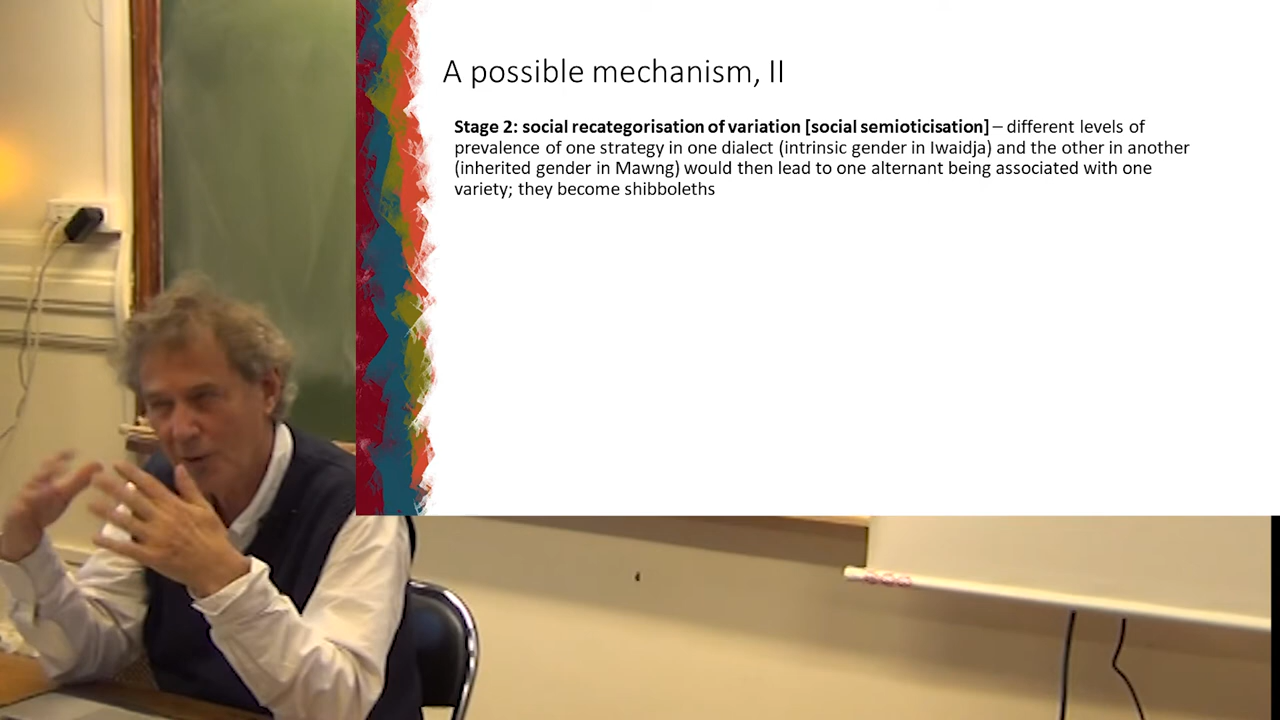 A possible mechanism, II
Stage 2: social recategorisation of variation [social semioticisation] – different levels of
prevalence of one strategy in one dialect (intrinsic gender in Iwaidja) and the other in another
(inherited gender in Mawng) would then lead to one alternant being associated with one
variety; they become shibboleths